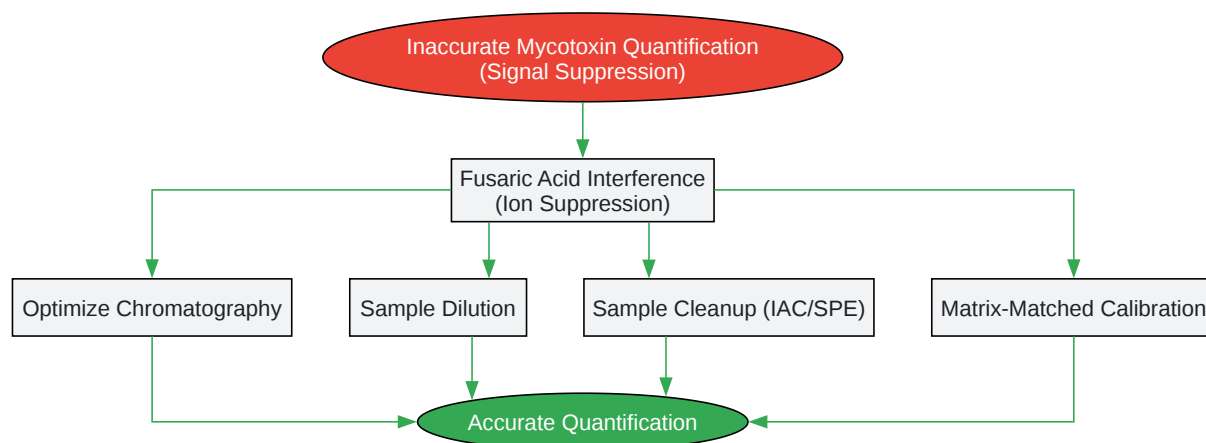 Inaccurate Mycotoxin Quantification
(Signal Suppression)
Fusaric Acid Interference
(Ion Suppression)
Optimize Chromatography
Sample Dilution
Sample Cleanup (IAC/SPE)
Matrix-Matched Calibration
Accurate Quantification